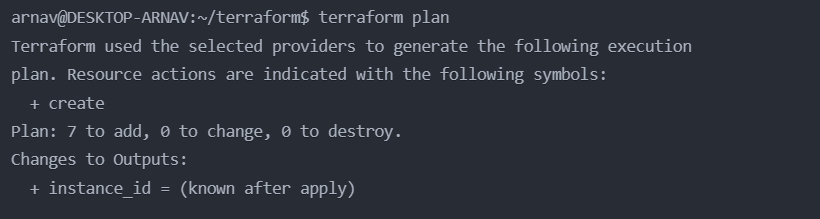 arnav@DESKTOP-ARNAV:~/terraform$ terraform plan
Terraform used the selected providers to generate the following execution
plan. Resource actions are indicated with the following symbols:
  + create
Plan: 7 to add, 0 to change, 0 to destroy.
Changes to Outputs:
  + instance_id = (known after apply)